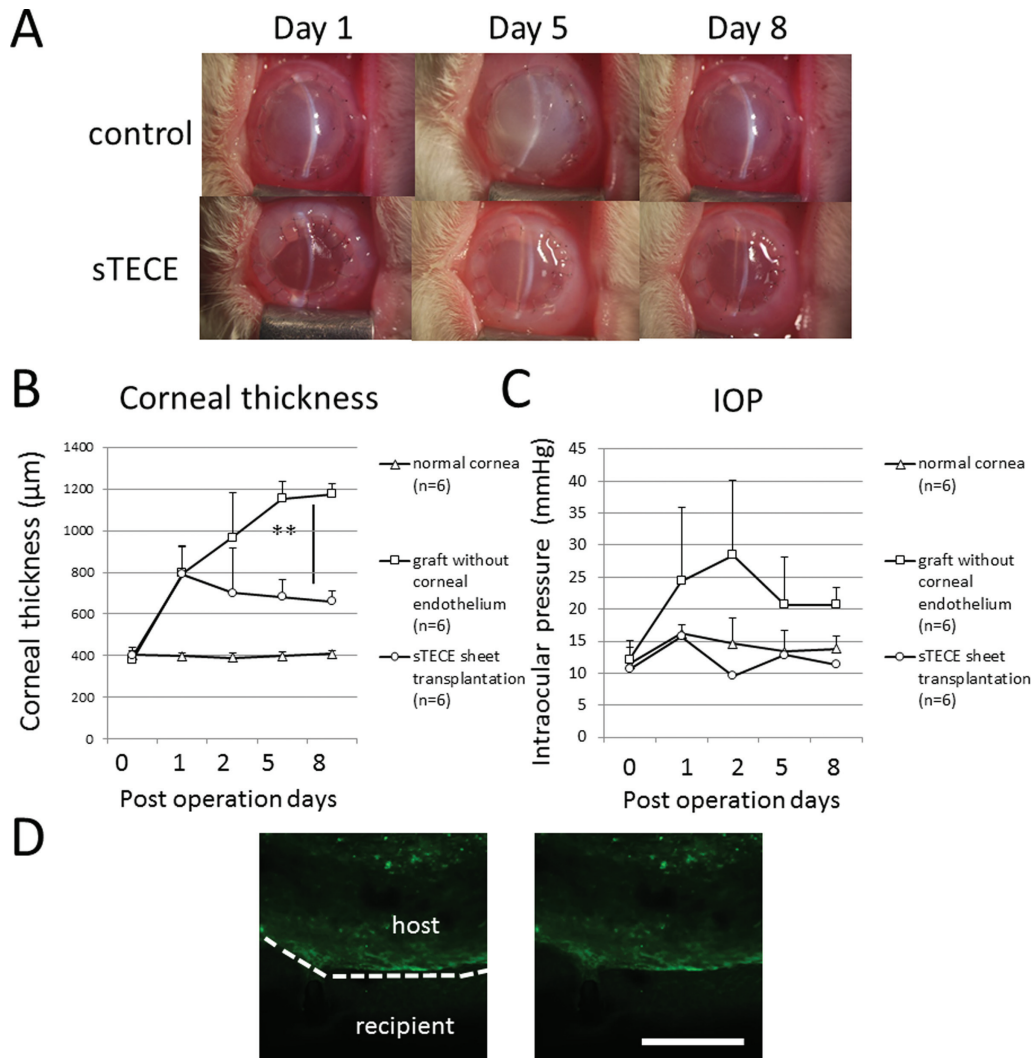 A
Day 1
Day 5
Day 8
control
sTECE
B
Corneal thickness
Corneal thickness (μm)
1400
1200
1000
800
600
400
200
0
**
0 1 2 5 8
Post operation days
normal cornea
(n=6)
graft without
corneal
endothelium
(n=6)
sTECE sheet
transplantation
(n=6)
C
IOP
Intraocular pressure (mmHg)
45
40
35
30
25
20
15
10
5
0
0 1 2 5 8
Post operation days
normal cornea
(n=6)
graft without
corneal
endothelium
(n=6)
sTECE sheet
transplantation
(n=6)
D
host
recipient